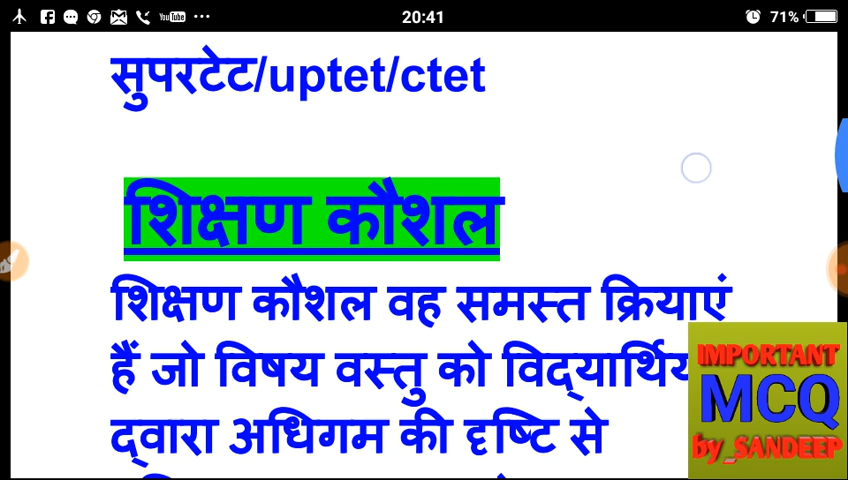 20:41
71%
YouTube
सुपरटेट/uptet/ctet
शिक्षण कौशल
शिक्षण कौशल वह समस्त क्रियाएं
हैं जो विषय वस्तु को
द्वारा अधिगम की दृष्टि से
IMPORTANT
MCQ
by_SANDEEP